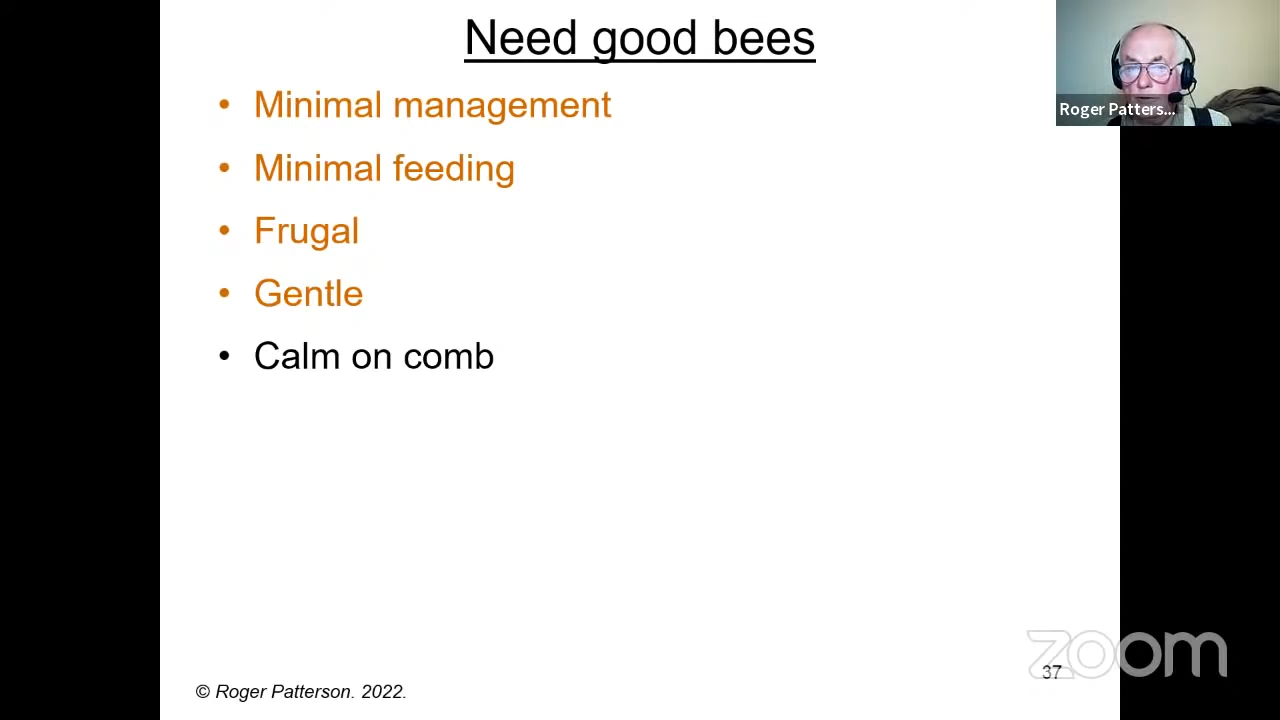 Need good bees
Roger Patters...
• Minimal management
• Minimal feeding
• Frugal
• Gentle
• Calm on comb
zoom
37
© Roger Patterson. 2022.